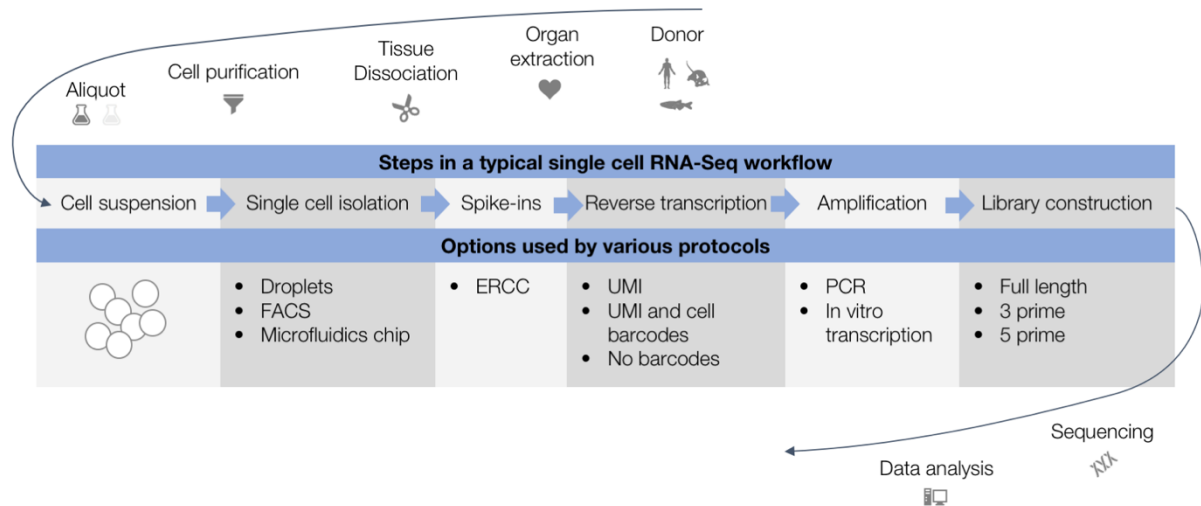 Donor
Organ
extraction
Tissue
Dissociation
Cell purification
Aliquot
Steps in a typical single cell RNA-Seq workflow
Cell suspension
Single cell isolation
Spike-ins
Reverse transcription
Amplification
Library construction
Options used by various protocols
• Droplets
• FACS
• Microfluidics chip
• ERCC
• UMI
• UMI and cell
barcodes
• No barcodes
• PCR
• In vitro
transcription
• Full length
• 3 prime
• 5 prime
Sequencing
Data analysis